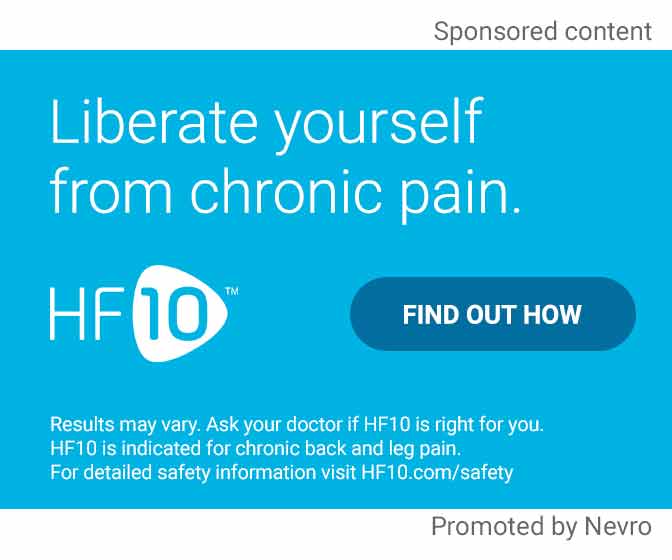 Sponsored content
Liberate yourself
from chronic pain.
HF10™
FIND OUT HOW
Results may vary. Ask your doctor if HF10 is right for you.
HF10 is indicated for chronic back and leg pain.
For detailed safety information visit HF10.com/safety
Promoted by Nevro